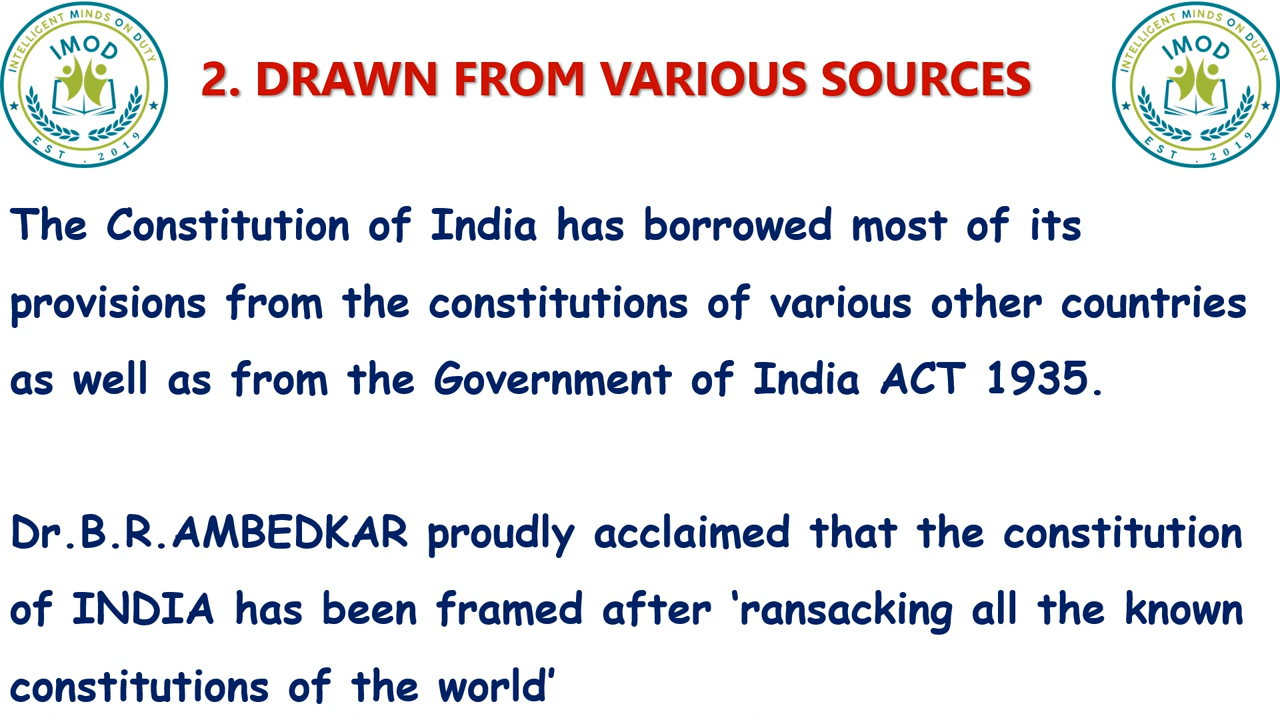 INTELLIGENT MINDS ON DUTY
IMOD
EST . 2019
2. DRAWN FROM VARIOUS SOURCES
INTELLIGENT MINDS ON DUTY
IMOD
EST . 2019
The Constitution of India has borrowed most of its
provisions from the constitutions of various other countries
as well as from the Government of India ACT 1935.
Dr.B.R.AMBEDKAR proudly acclaimed that the constitution
of INDIA has been framed after ‘ransacking all the known
constitutions of the world’